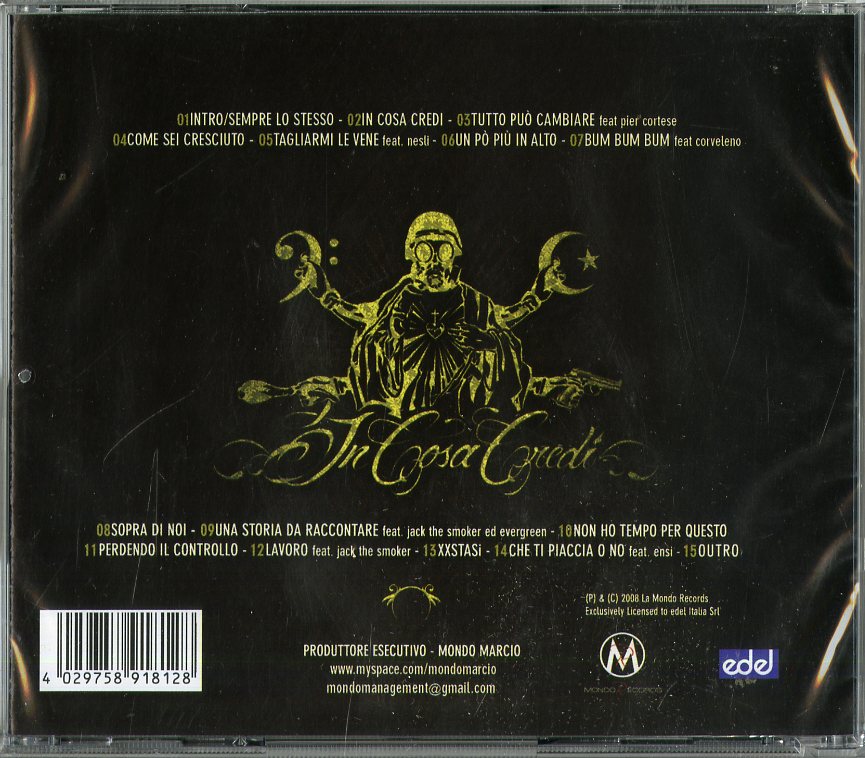 01INTRO/SEMPRE LO STESSO - 02IN COSA CREDI - 03TUTTO PUÒ CAMBIARE feat pier cortese
04COME SEI CRESCIUTO - 05TAGLIARMI LE VENE feat. nesli - 06UN PÒ PIÙ IN ALTO - 07BUM BUM BUM feat corveleno
In Cosa Credi
08SOPRA DI NOI - 09UNA STORIA DA RACCONTARE feat. jack the smoker ed evergreen - 10NON HO TEMPO PER QUESTO
11PERDENDO IL CONTROLLO - 12LAVORO feat. jack the smoker - 13XXSTASi - 14CHE TI PIACCIA O NO feat. ensi - 15OUTRO
(P) & (C) 2008 La Mondo Records
Exclusively Licensed to edel Italia Srl
PRODUTTORE ESECUTIVO - MONDO MARCIO
www.myspace.com/mondomarcio
mondomanagement@gmail.com
4 029758 918128
M
MONDO RECORDS
edel